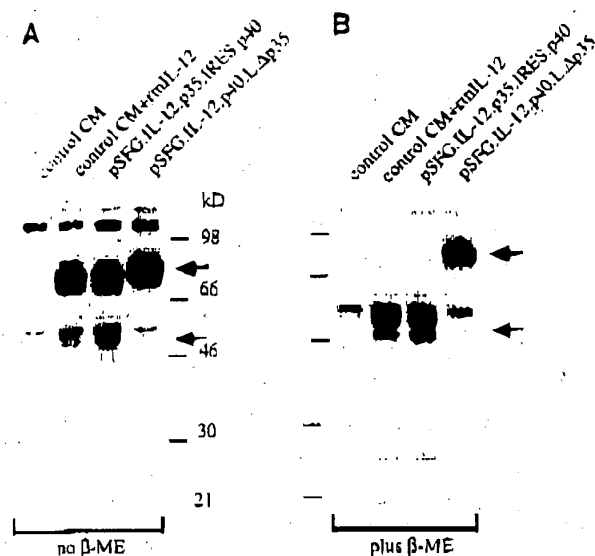 A
control CM
control CM+rmIL-12
pSFG.IL-12.p35.IRES.p40
pSFG.IL-12.p40.L.Δp35
kD
98
66
46
30
21
no β-ME
B
control CM
control CM+rmIL-12
pSFG.IL-12.p35.IRES.p40
pSFG.IL-12.p40.L.Δp35
plus β-ME